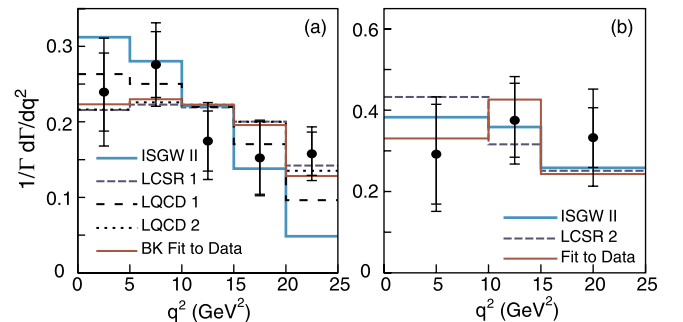 (a)
(b)
1/Γ dΓ/dq²
0.3
0.2
0.1
0
ISGW II
LCSR 1
LQCD 1
LQCD 2
BK Fit to Data
0 5 10 15 20 25
q² (GeV²)
0.6
0.4
0.2
0
ISGW II
LCSR 2
Fit to Data
0 5 10 15 20 25
q² (GeV²)